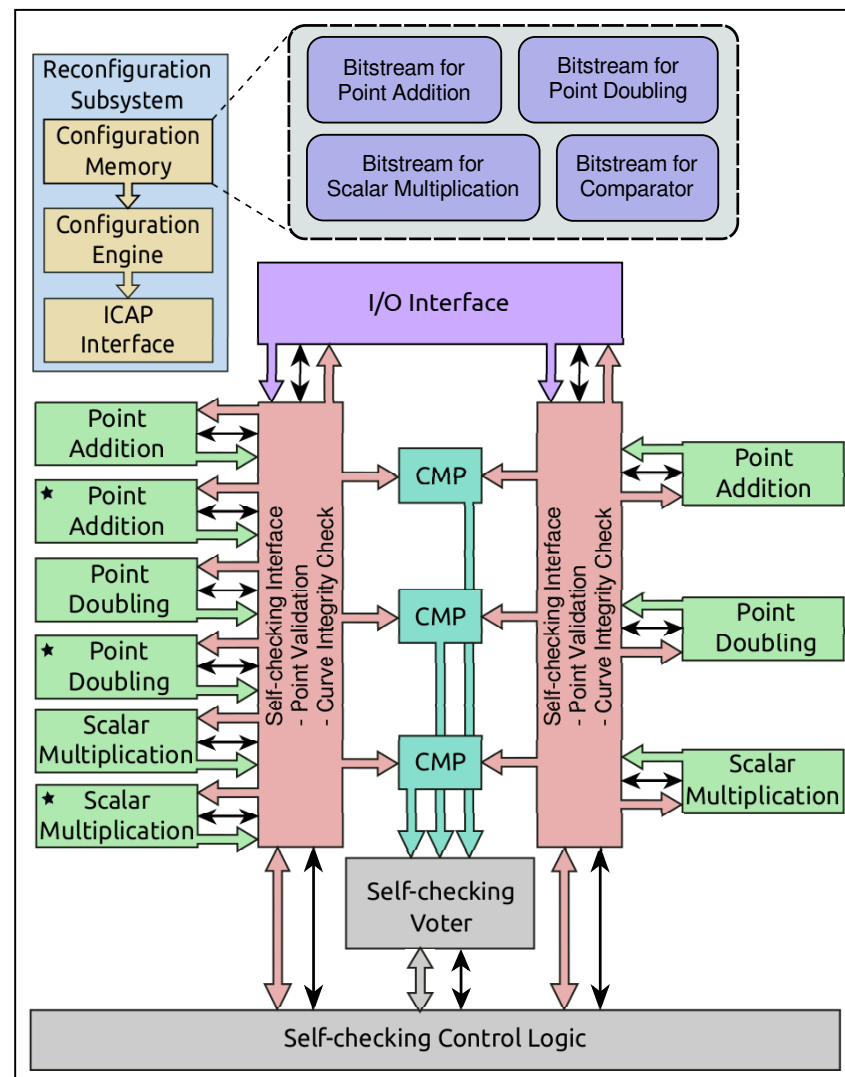 Reconfiguration
Subsystem
Configuration
Memory
Configuration
Engine
ICAP
Interface
Bitstream for
Point Addition
Bitstream for
Point Doubling
Bitstream for
Scalar Multiplication
Bitstream for
Comparator
I/O Interface
Point
Addition
Point
Addition
Point
Doubling
Point
Doubling
Scalar
Multiplication
Scalar
Multiplication
Self-checking Interface
- Point Validation
- Curve Integrity Check
CMP
CMP
CMP
Self-checking Interface
- Point Validation
- Curve Integrity Check
Point
Addition
Point
Doubling
Scalar
Multiplication
Self-checking
Voter
Self-checking Control Logic